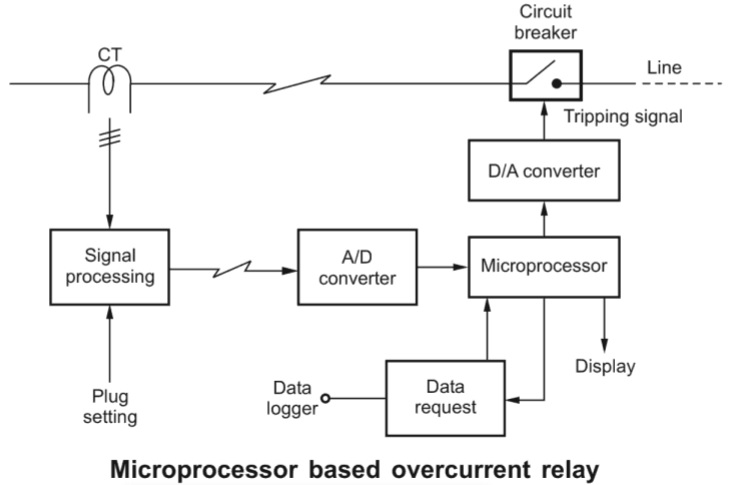 Circuit
breaker
CT
Line
Tripping signal
D/A converter
Signal
processing
A/D
converter
Microprocessor
Display
Plug
setting
Data
logger
Data
request
Microprocessor based overcurrent relay